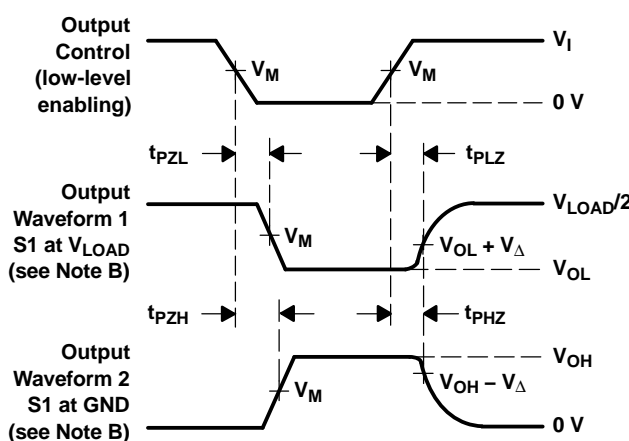 Output
Control
(low-level
enabling)
V_M
V_M
V_I
0 V
t_PZL
t_PLZ
Output
Waveform 1
S1 at V_LOAD
(see Note B)
V_M
V_LOAD/2
V_OL + V_Δ
V_OL
t_PZH
t_PHZ
Output
Waveform 2
S1 at GND
(see Note B)
V_M
V_OH
V_OH − V_Δ
0 V